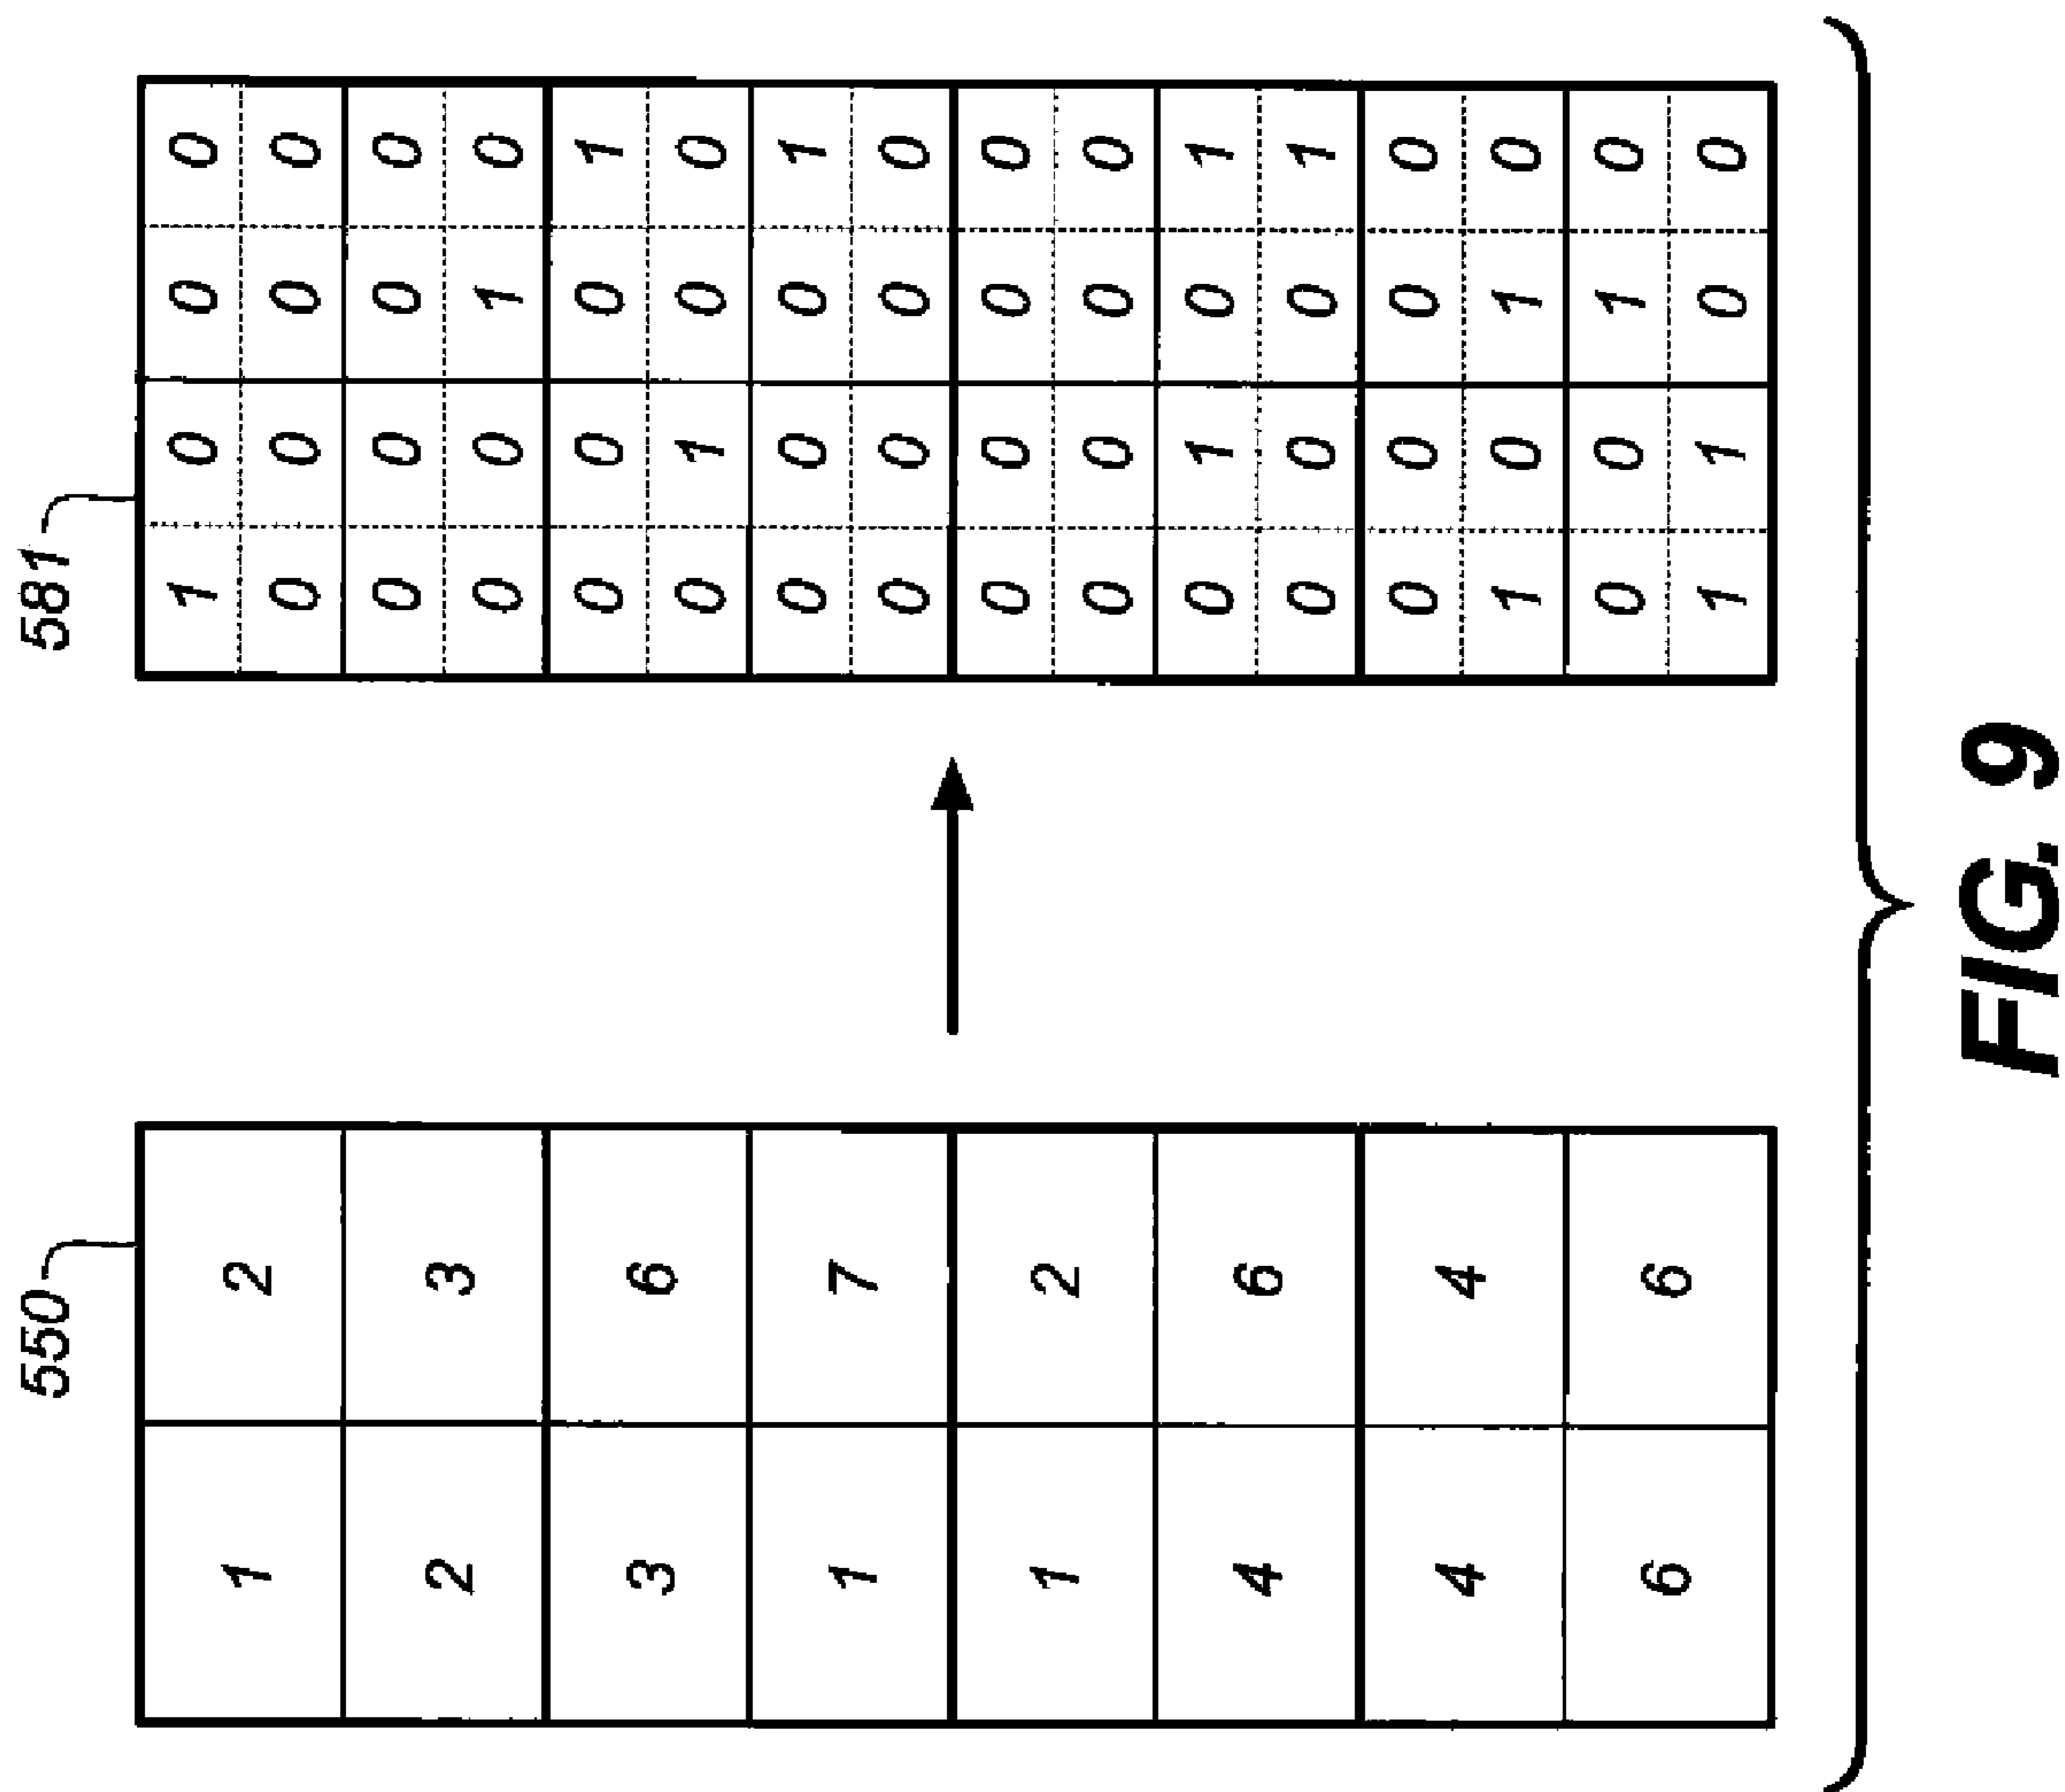 550
1 2
2 3
3 6
1 7
1 2
4 6
4 4
6 6
581
1 0 0 0
0 0 0 0
0 0 0 0
0 0 1 0
0 0 0 1
0 1 0 0
0 0 0 1
0 0 0 0
0 0 0 0
0 0 0 0
0 1 0 1
0 0 0 1
0 0 0 0
1 0 1 0
0 0 1 0
1 1 0 0
FIG. 9